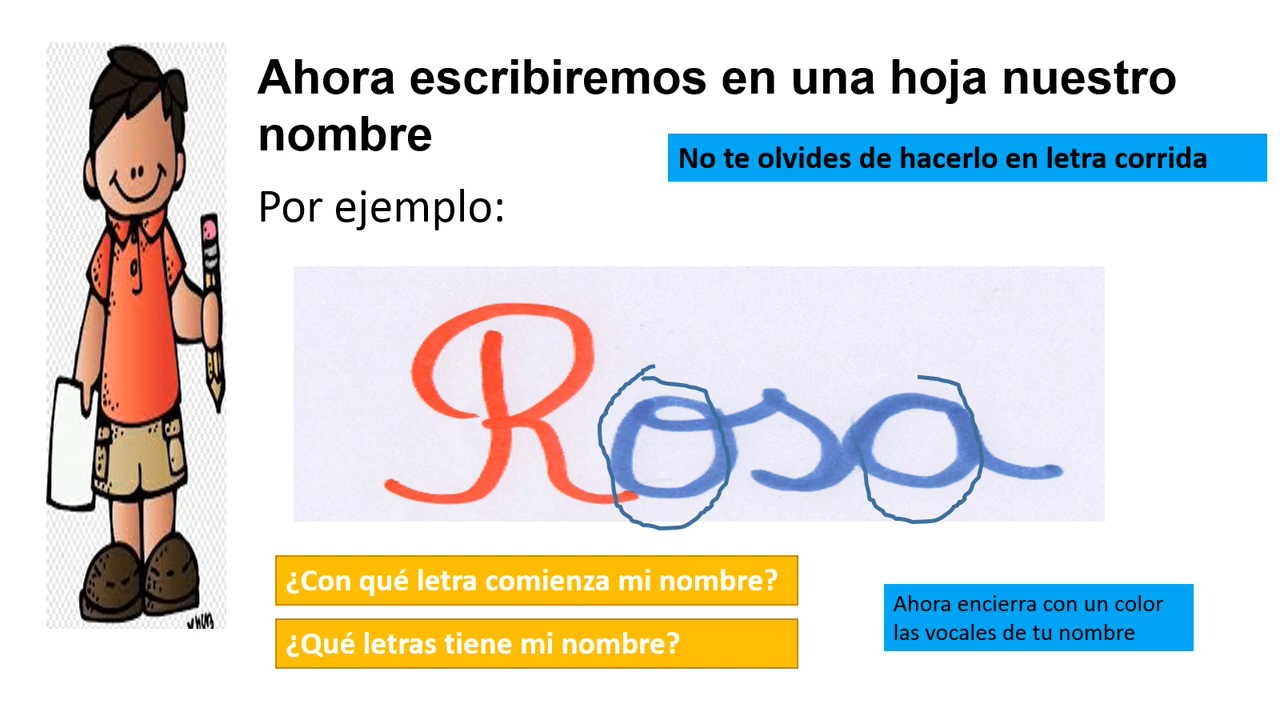 Ahora escribiremos en una hoja nuestro
nombre
No te olvides de hacerlo en letra corrida
Por ejemplo:
Rosa
¿Con qué letra comienza mi nombre?
¿Qué letras tiene mi nombre?
Ahora encierra con un color
las vocales de tu nombre